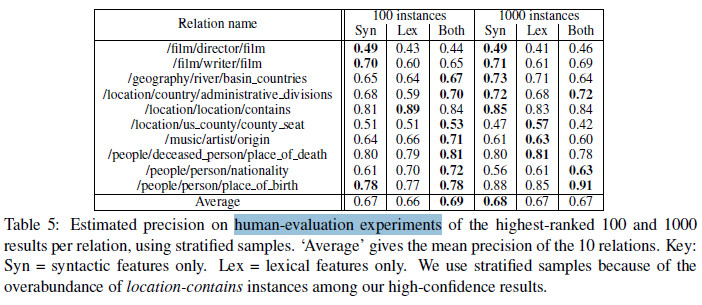 Relation name 100 instances 1000 instances
Syn Lex Both Syn Lex Both
/film/director/film 0.49 0.43 0.44 0.49 0.41 0.46
/film/writer/film 0.70 0.60 0.65 0.71 0.61 0.69
/geography/river/basin_countries 0.65 0.64 0.67 0.73 0.71 0.64
/location/country/administrative_divisions 0.68 0.59 0.70 0.72 0.68 0.72
/location/location/contains 0.81 0.89 0.84 0.85 0.83 0.84
/location/us_county/county_seat 0.51 0.51 0.53 0.47 0.57 0.42
/music/artist/origin 0.64 0.66 0.71 0.61 0.63 0.60
/people/deceased_person/place_of_death 0.80 0.79 0.81 0.80 0.81 0.78
/people/person/nationality 0.61 0.70 0.72 0.56 0.61 0.63
/people/person/place_of_birth 0.78 0.77 0.78 0.88 0.85 0.91
Average 0.67 0.66 0.69 0.68 0.67 0.67
Table 5: Estimated precision on human-evaluation experiments of the highest-ranked 100 and 1000
results per relation, using stratified samples. ‘Average’ gives the mean precision of the 10 relations. Key:
Syn = syntactic features only. Lex = lexical features only. We use stratified samples because of the
overabundance of location-contains instances among our high-confidence results.